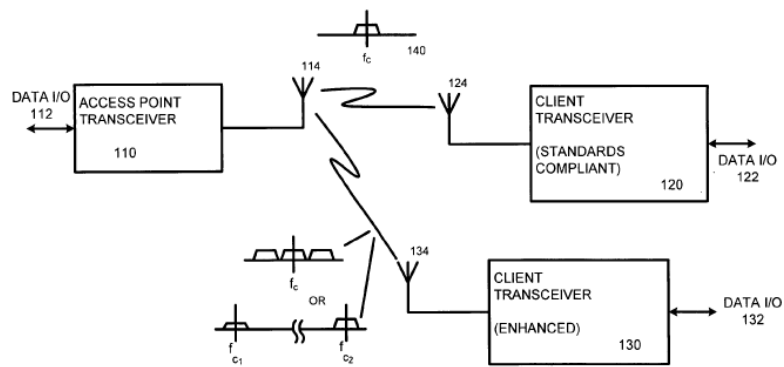 fc
140
114
124
DATA I/O
112
ACCESS POINT
TRANSCEIVER
110
CLIENT
TRANSCEIVER
(STANDARDS
COMPLIANT)
120
DATA I/O
122
134
fc
OR
f c1
f c2
CLIENT
TRANSCEIVER
(ENHANCED)
130
DATA I/O
132